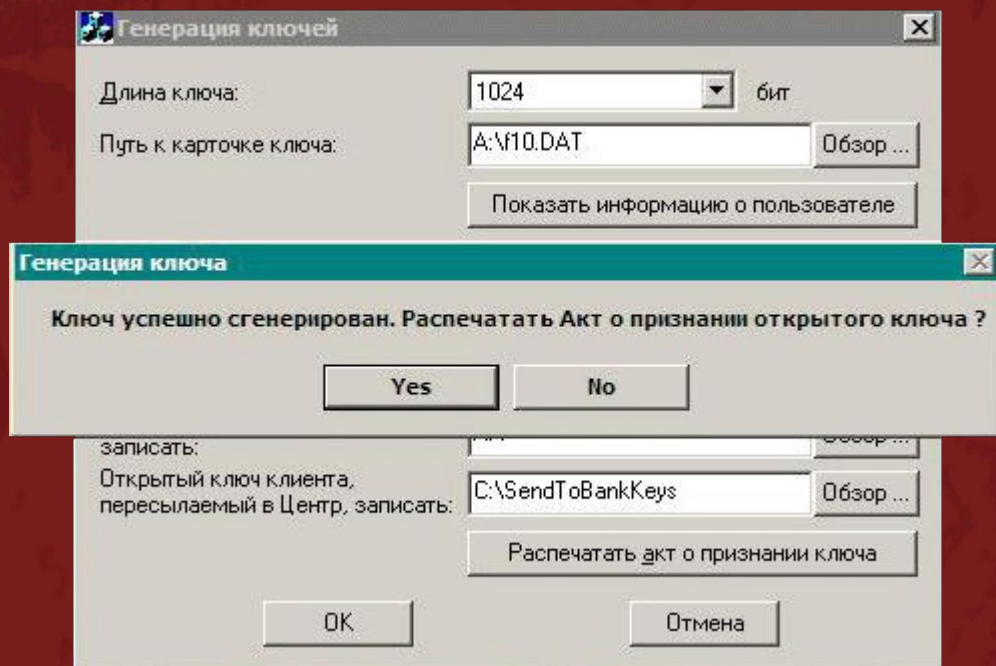 Генерация ключей
Длина ключа: 1024 бит
Путь к карточке ключа: A:\f10.DAT Обзор ...
Показать информацию о пользователе
Генерация ключа
Ключ успешно сгенерирован. Распечатать Акт о признании открытого ключа ?
Yes No
записать: Обзор ...
Открытый ключ клиента,
пересылаемый в Центр, записать: C:\SendToBankKeys Обзор ...
Распечатать акт о признании ключа
OK Отмена